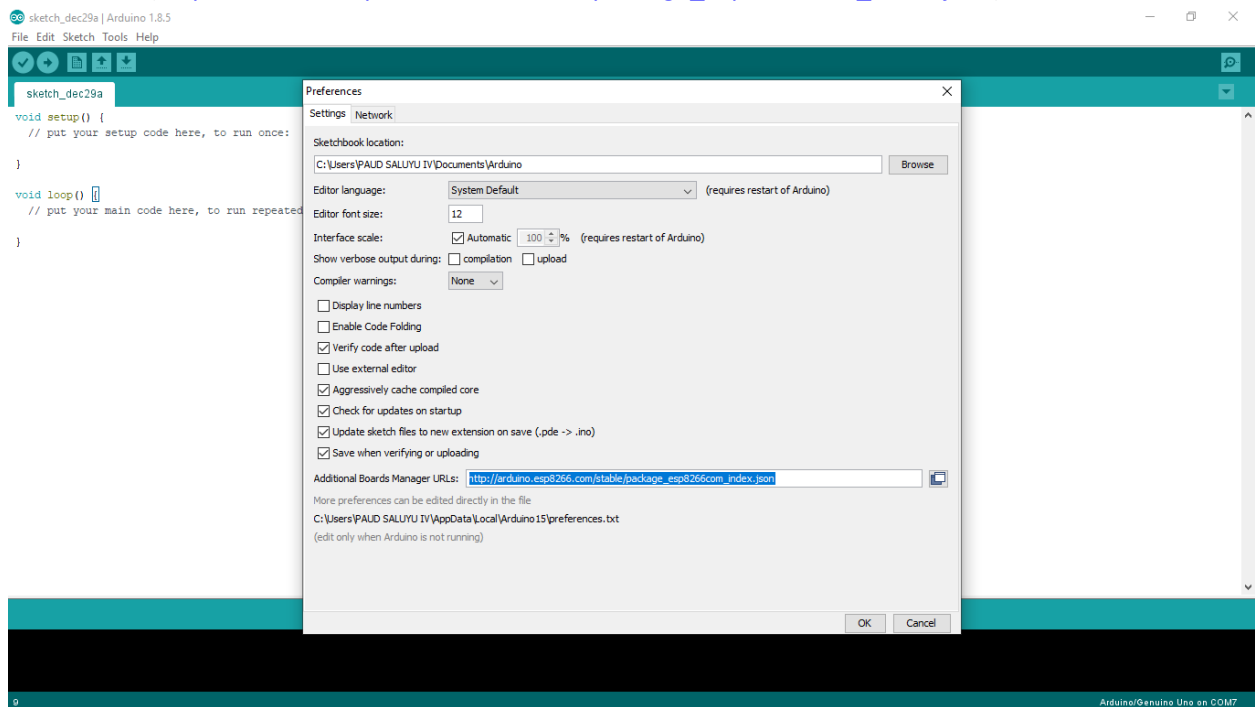 sketch_dec29a | Arduino 1.8.5
File Edit Sketch Tools Help
sketch_dec29a
void setup() {
// put your setup code here, to run once:
}
void loop() {
// put your main code here, to run repeated
}
Preferences
Settings Network
Sketchbook location:
C:\Users\PAUD SALUYU IV\Documents\Arduino Browse
Editor language: System Default (requires restart of Arduino)
Editor font size: 12
Interface scale: Automatic 100 % (requires restart of Arduino)
Show verbose output during: compilation upload
Compiler warnings: None
Display line numbers
Enable Code Folding
Verify code after upload
Use external editor
Aggressively cache compiled core
Check for updates on startup
Update sketch files to new extension on save (.pde -> .ino)
Save when verifying or uploading
Additional Boards Manager URLs: http://arduino.esp8266.com/stable/package_esp8266com_index.json
More preferences can be edited directly in the file
C:\Users\PAUD SALUYU IV\AppData\Local\Arduino15\preferences.txt
(edit only when Arduino is not running)
OK Cancel
9 Arduino/Genuino Uno on COM7